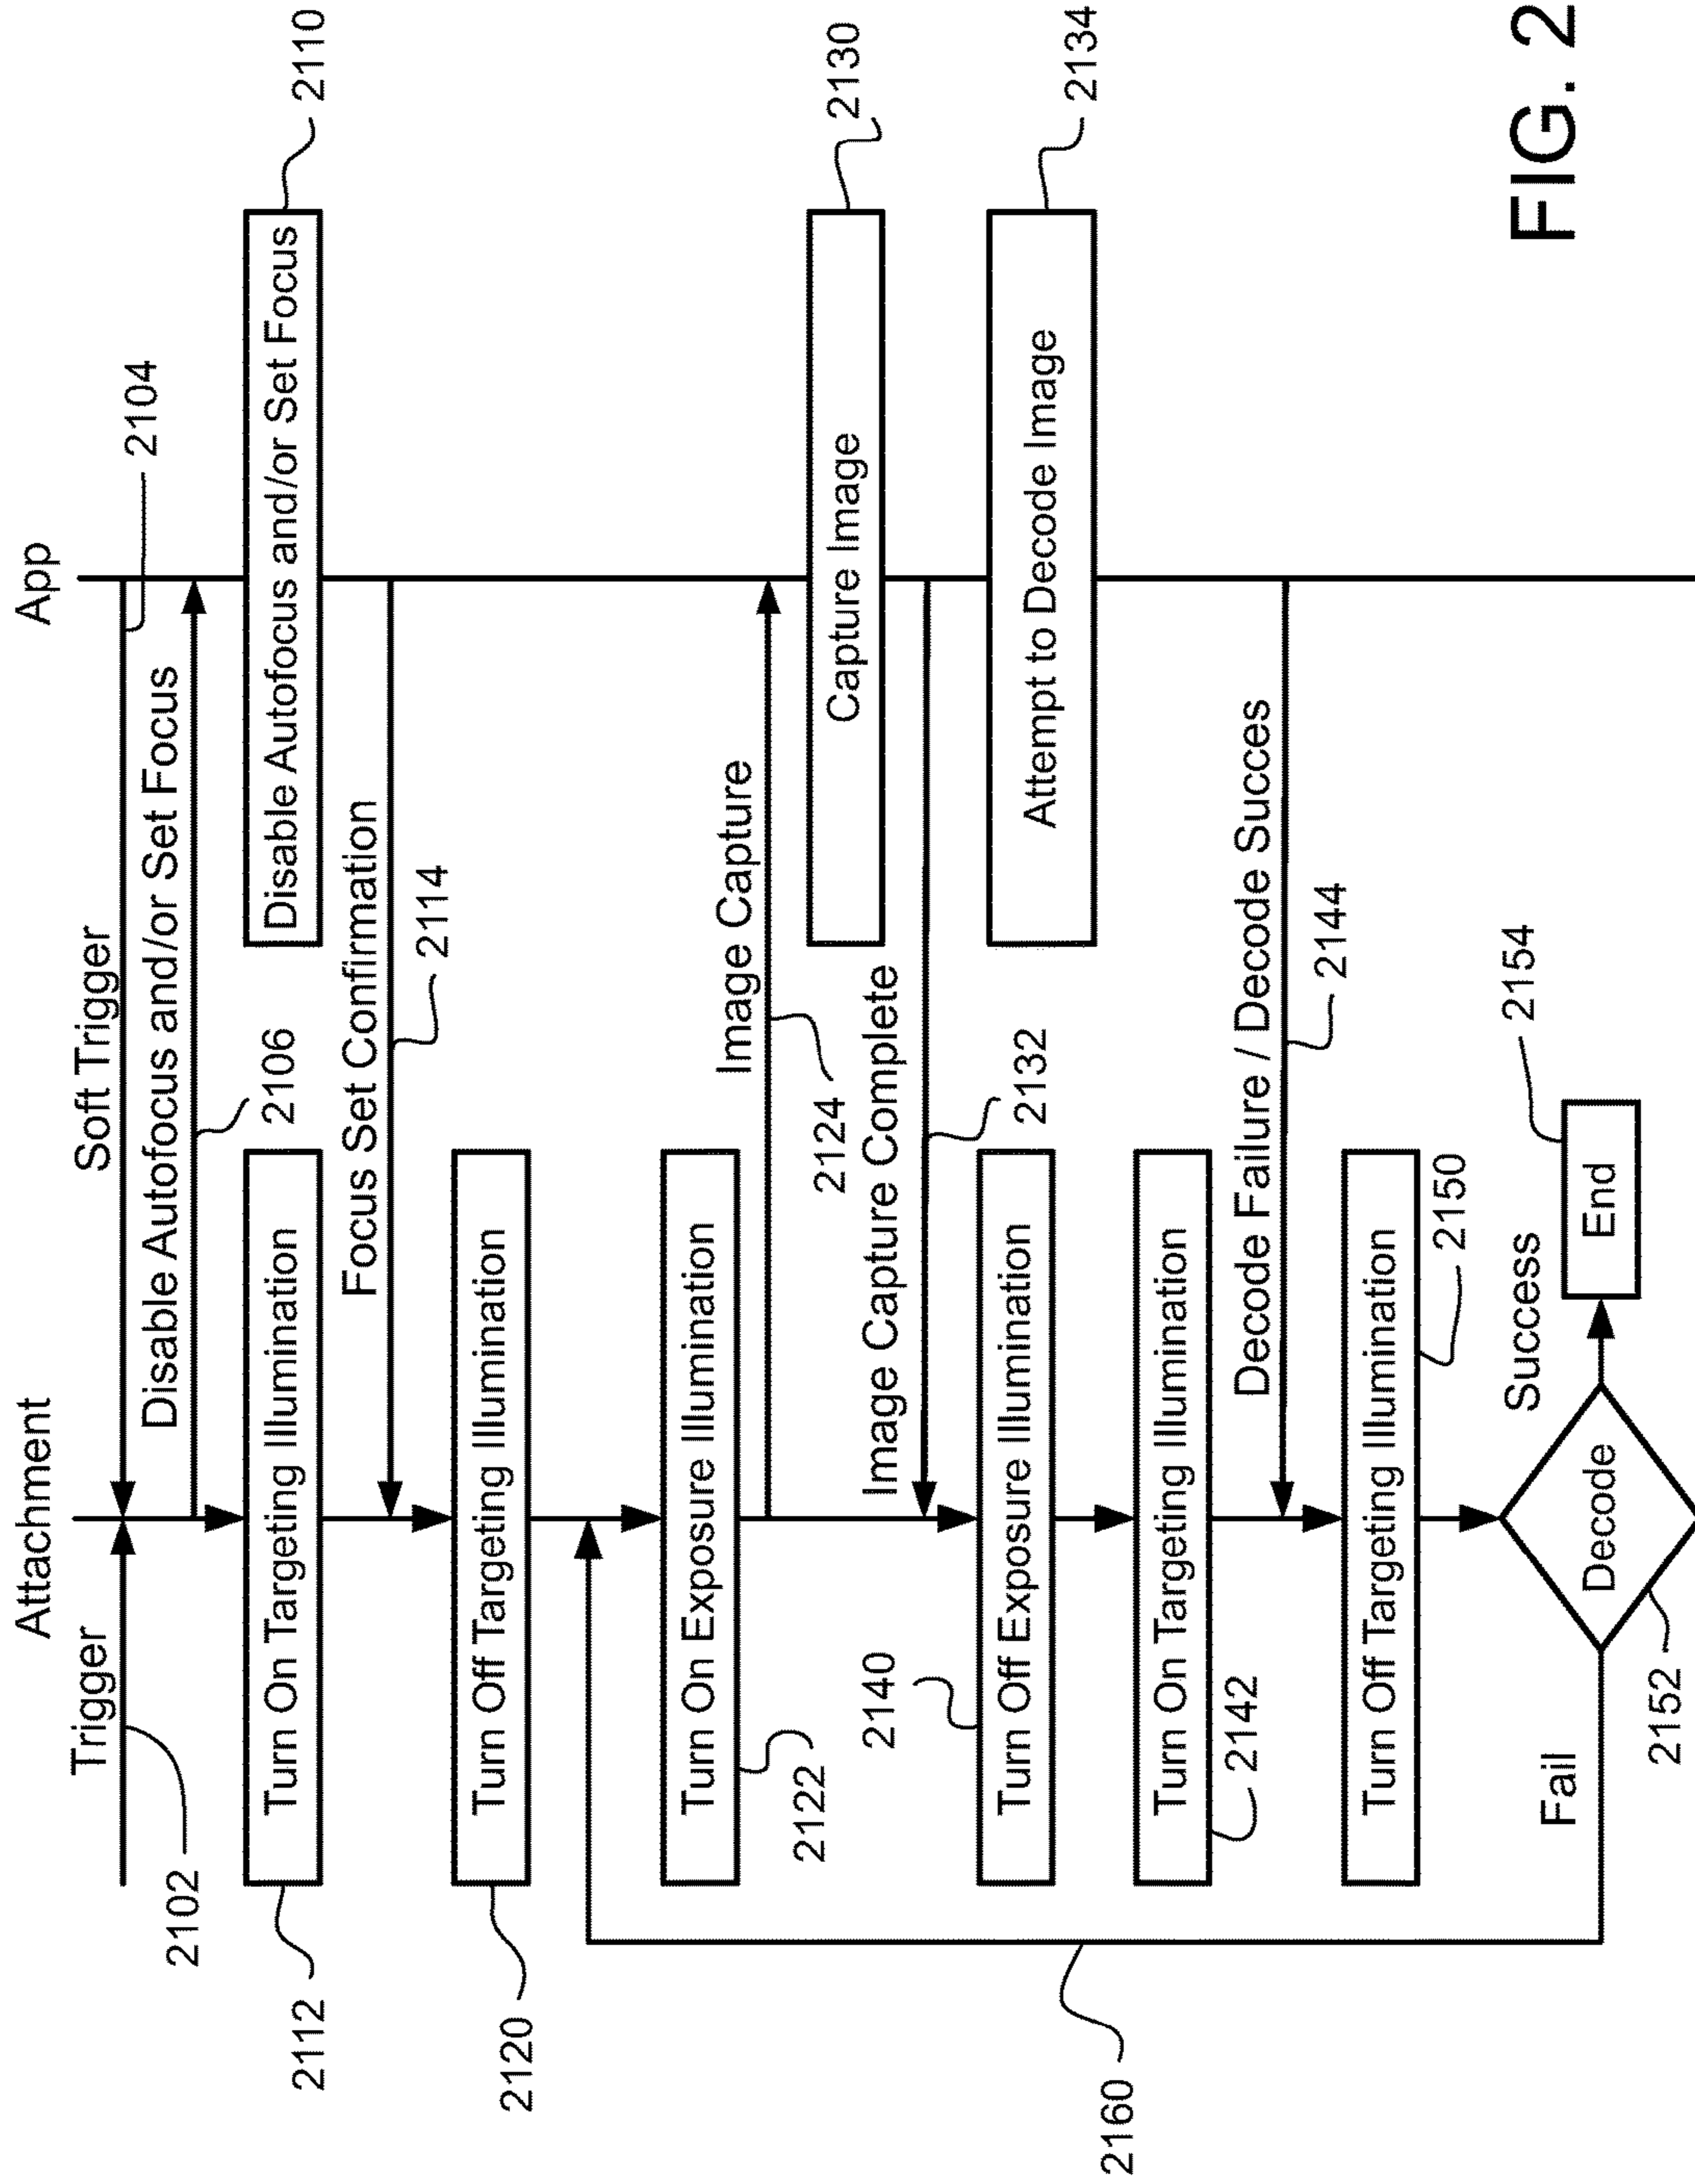 Attachment
App
Trigger
Soft Trigger
2102
2104
Disable Autofocus and/or Set Focus
2106
Turn On Targeting Illumination
2112
Disable Autofocus and/or Set Focus
2110
Focus Set Confirmation
2114
Turn Off Targeting Illumination
2120
Turn On Exposure Illumination
2122
Image Capture
2124
Capture Image
2130
Image Capture Complete
2132
Turn Off Exposure Illumination
2140
Attempt to Decode Image
2134
Turn On Targeting Illumination
2142
Decode Failure / Decode Succes
2144
Turn Off Targeting Illumination
2150
Decode
2152
Success
End
2154
Fail
2160
FIG. 2